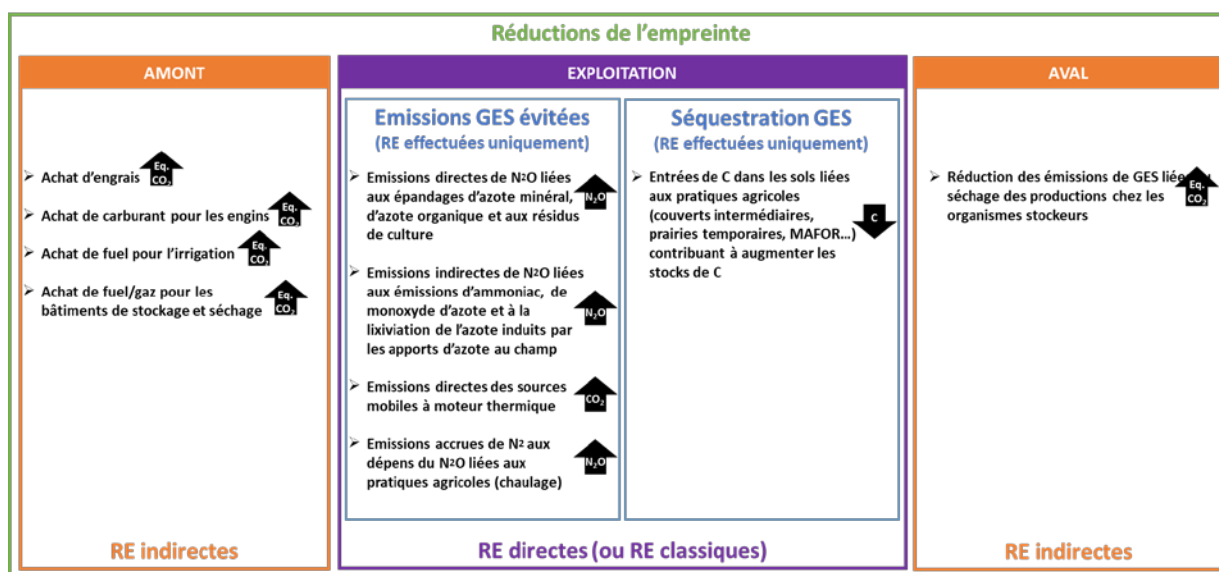 Réductions de l'empreinte
AMONT
➢ Achat d'engrais
Eq.
CO₂
➢ Achat de carburant pour les engins
Eq.
CO₂
➢ Achat de fuel pour l'irrigation
Eq.
CO₂
➢ Achat de fuel/gaz pour les
bâtiments de stockage et séchage
Eq.
CO₂
RE indirectes
EXPLOITATION
Emissions GES évitées
(RE effectuées uniquement)
➢ Emissions directes de N²O liées
aux épandages d'azote minéral,
d'azote organique et aux résidus
de culture
N₂O
➢ Emissions indirectes de N²O liées
aux émissions d'ammoniac, de
monoxyde d'azote et à la
lixiviation de l'azote induits par
les apports d'azote au champ
N₂O
➢ Emissions directes des sources
mobiles à moteur thermique
CO₂
➢ Emissions accrues de N² aux
dépens du N²O liées aux
pratiques agricoles (chaulage)
N₂O
Séquestration GES
(RE effectuées uniquement)
➢ Entrées de C dans les sols liées
aux pratiques agricoles
(couverts intermédiaires,
prairies temporaires, MAFOR...)
contribuant à augmenter les
stocks de C
C
RE directes (ou RE classiques)
AVAL
➢ Réduction des émissions de GES
séchage des productions chez les
organismes stockeurs
Eq.
CO₂
RE indirectes